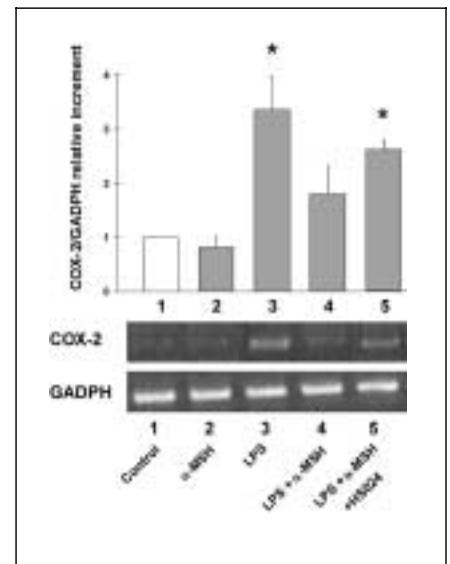 COX-2/GADPH relative increment
*
*
4
3
2
1
0
1 2 3 4 5
COX-2
GADPH
1 2 3 4 5
Control
α-MSH
LPS
LPS + α-MSH
LPS + α-MSH
+HS024